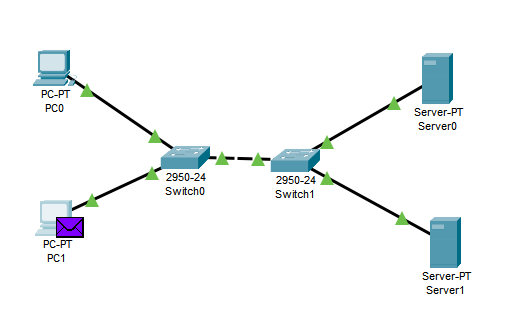 PC-PT
PC0
Server-PT
Server0
2950-24
Switch0
2950-24
Switch1
PC-PT
PC1
Server-PT
Server1